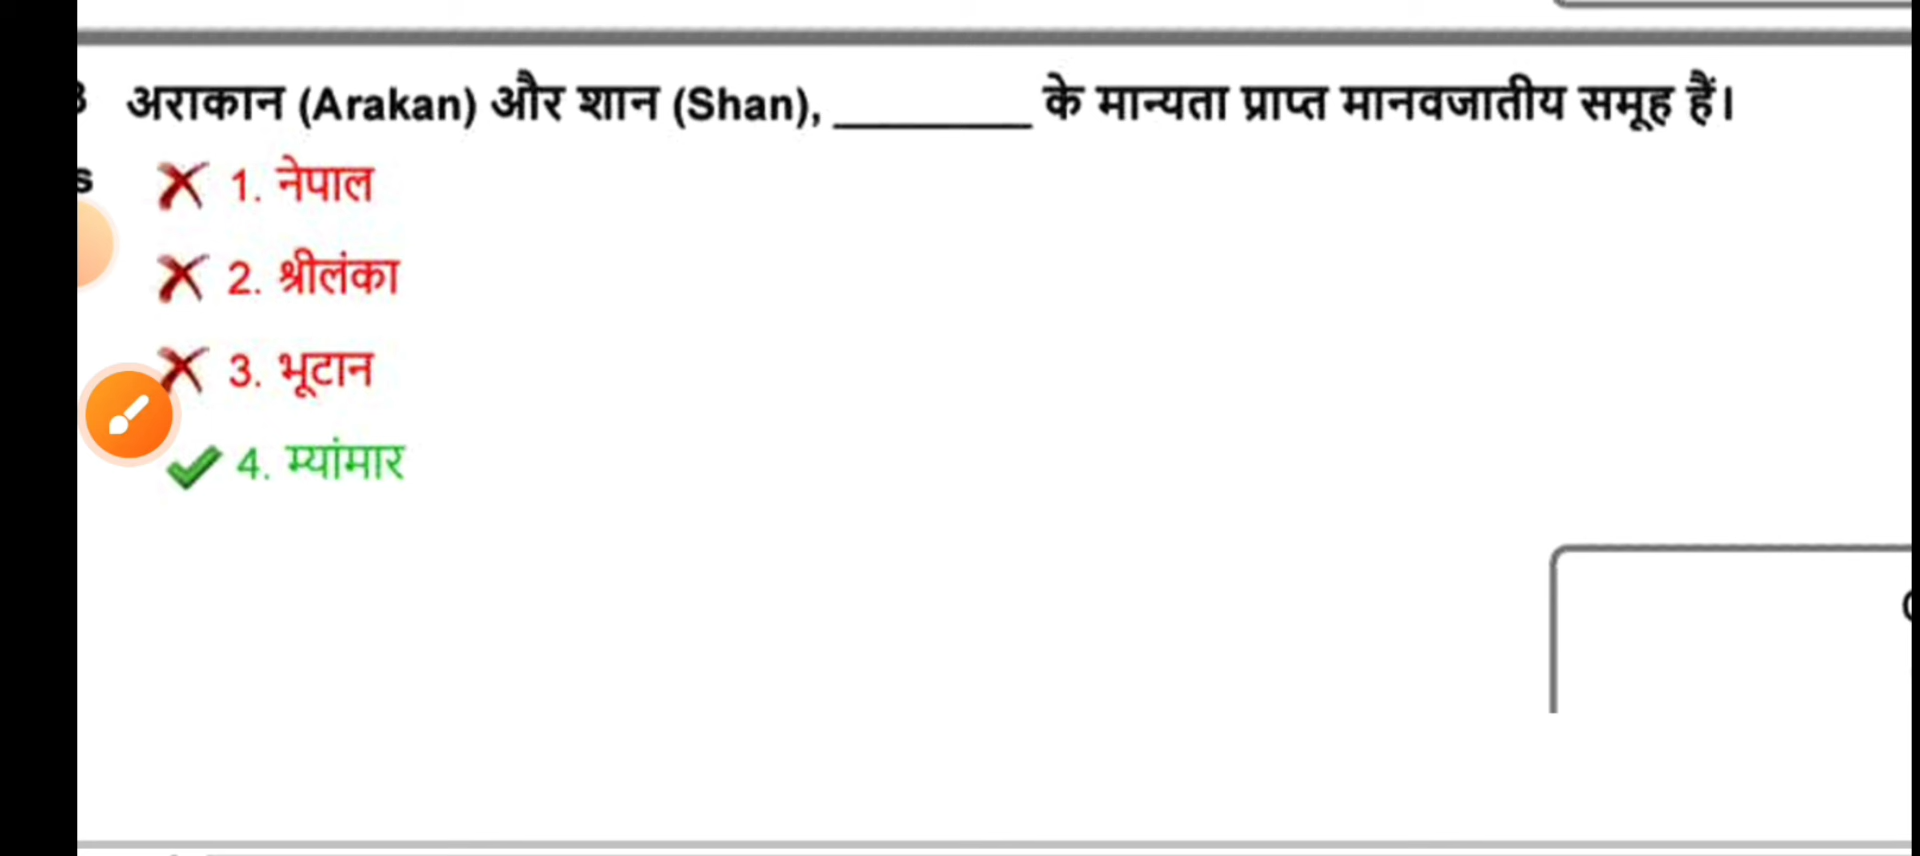 अराकान (Arakan) और शान (Shan), ________ के मान्यता प्राप्त मानवजातीय समूह हैं।
1. नेपाल
2. श्रीलंका
3. भूटान
4. म्यांमार